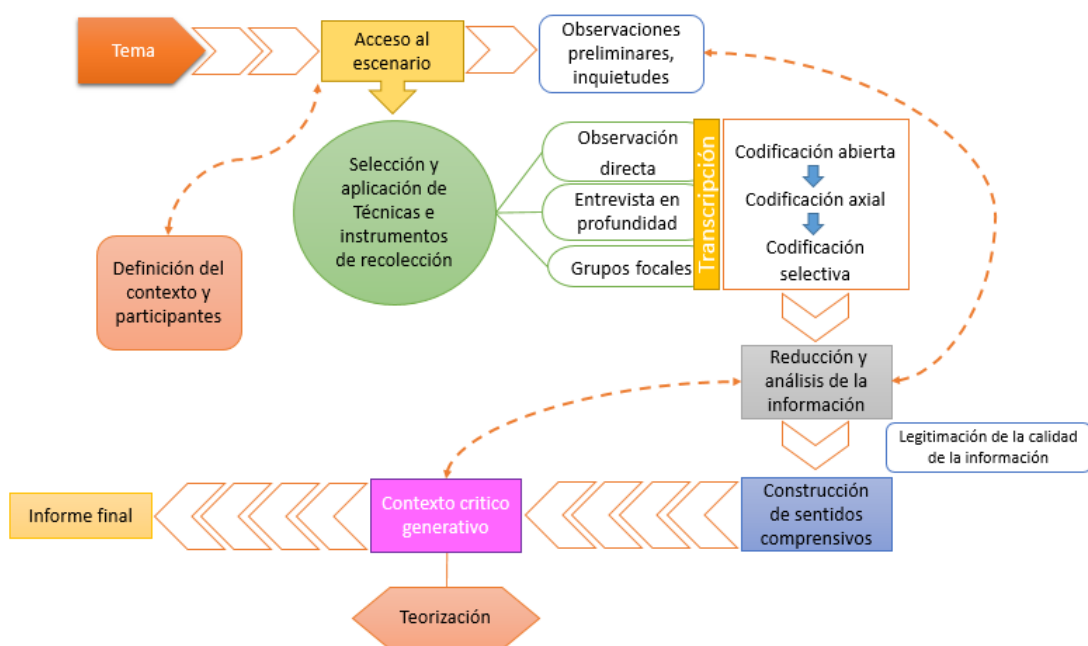 Tema
Acceso al
escenario
Observaciones
preliminares,
inquietudes
Selección y
aplicación de
Técnicas e
instrumentos
de recolección
Observación
directa
Entrevista en
profundidad
Grupos focales
Transcripción
Codificación abierta
Codificación axial
Codificación
selectiva
Definición del
contexto y
participantes
Reducción y
análisis de la
información
Legitimación de la calidad
de la información
Construcción
de sentidos
comprensivos
Contexto critico
generativo
Informe final
Teorización